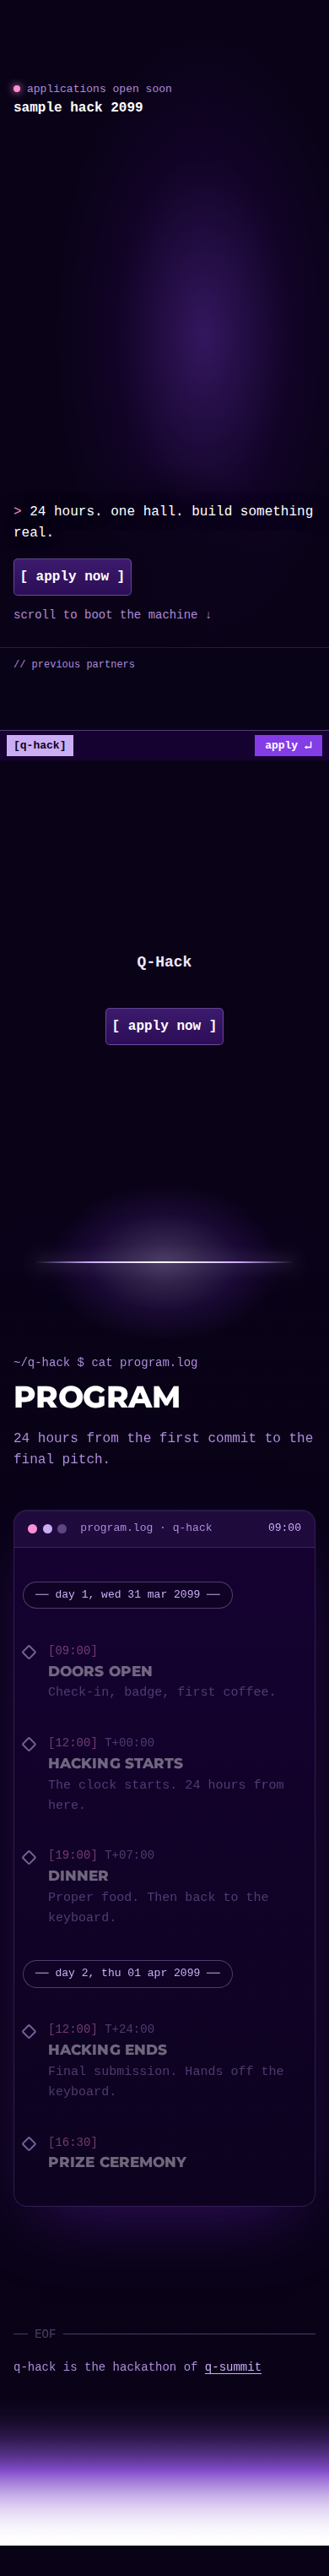 applications open soon
sample hack 2099
> 24 hours. one hall. build something
real.
[ apply now ]
scroll to boot the machine ↓
// previous partners
[q-hack]
apply ↵
Q-Hack
[ apply now ]
~/q-hack $ cat program.log
PROGRAM
24 hours from the first commit to the
final pitch.
program.log · q-hack
09:00
── day 1, wed 31 mar 2099 ──
[09:00]
DOORS OPEN
Check-in, badge, first coffee.
[12:00] T+00:00
HACKING STARTS
The clock starts. 24 hours from
here.
[19:00] T+07:00
DINNER
Proper food. Then back to the
keyboard.
── day 2, thu 01 apr 2099 ──
[12:00] T+24:00
HACKING ENDS
Final submission. Hands off the
keyboard.
[16:30]
PRIZE CEREMONY
EOF
q-hack is the hackathon of q-summit